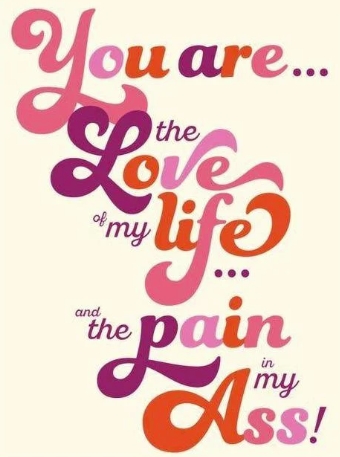 You are...
the
Love
of my life
...
and the pain
in my
Ass!